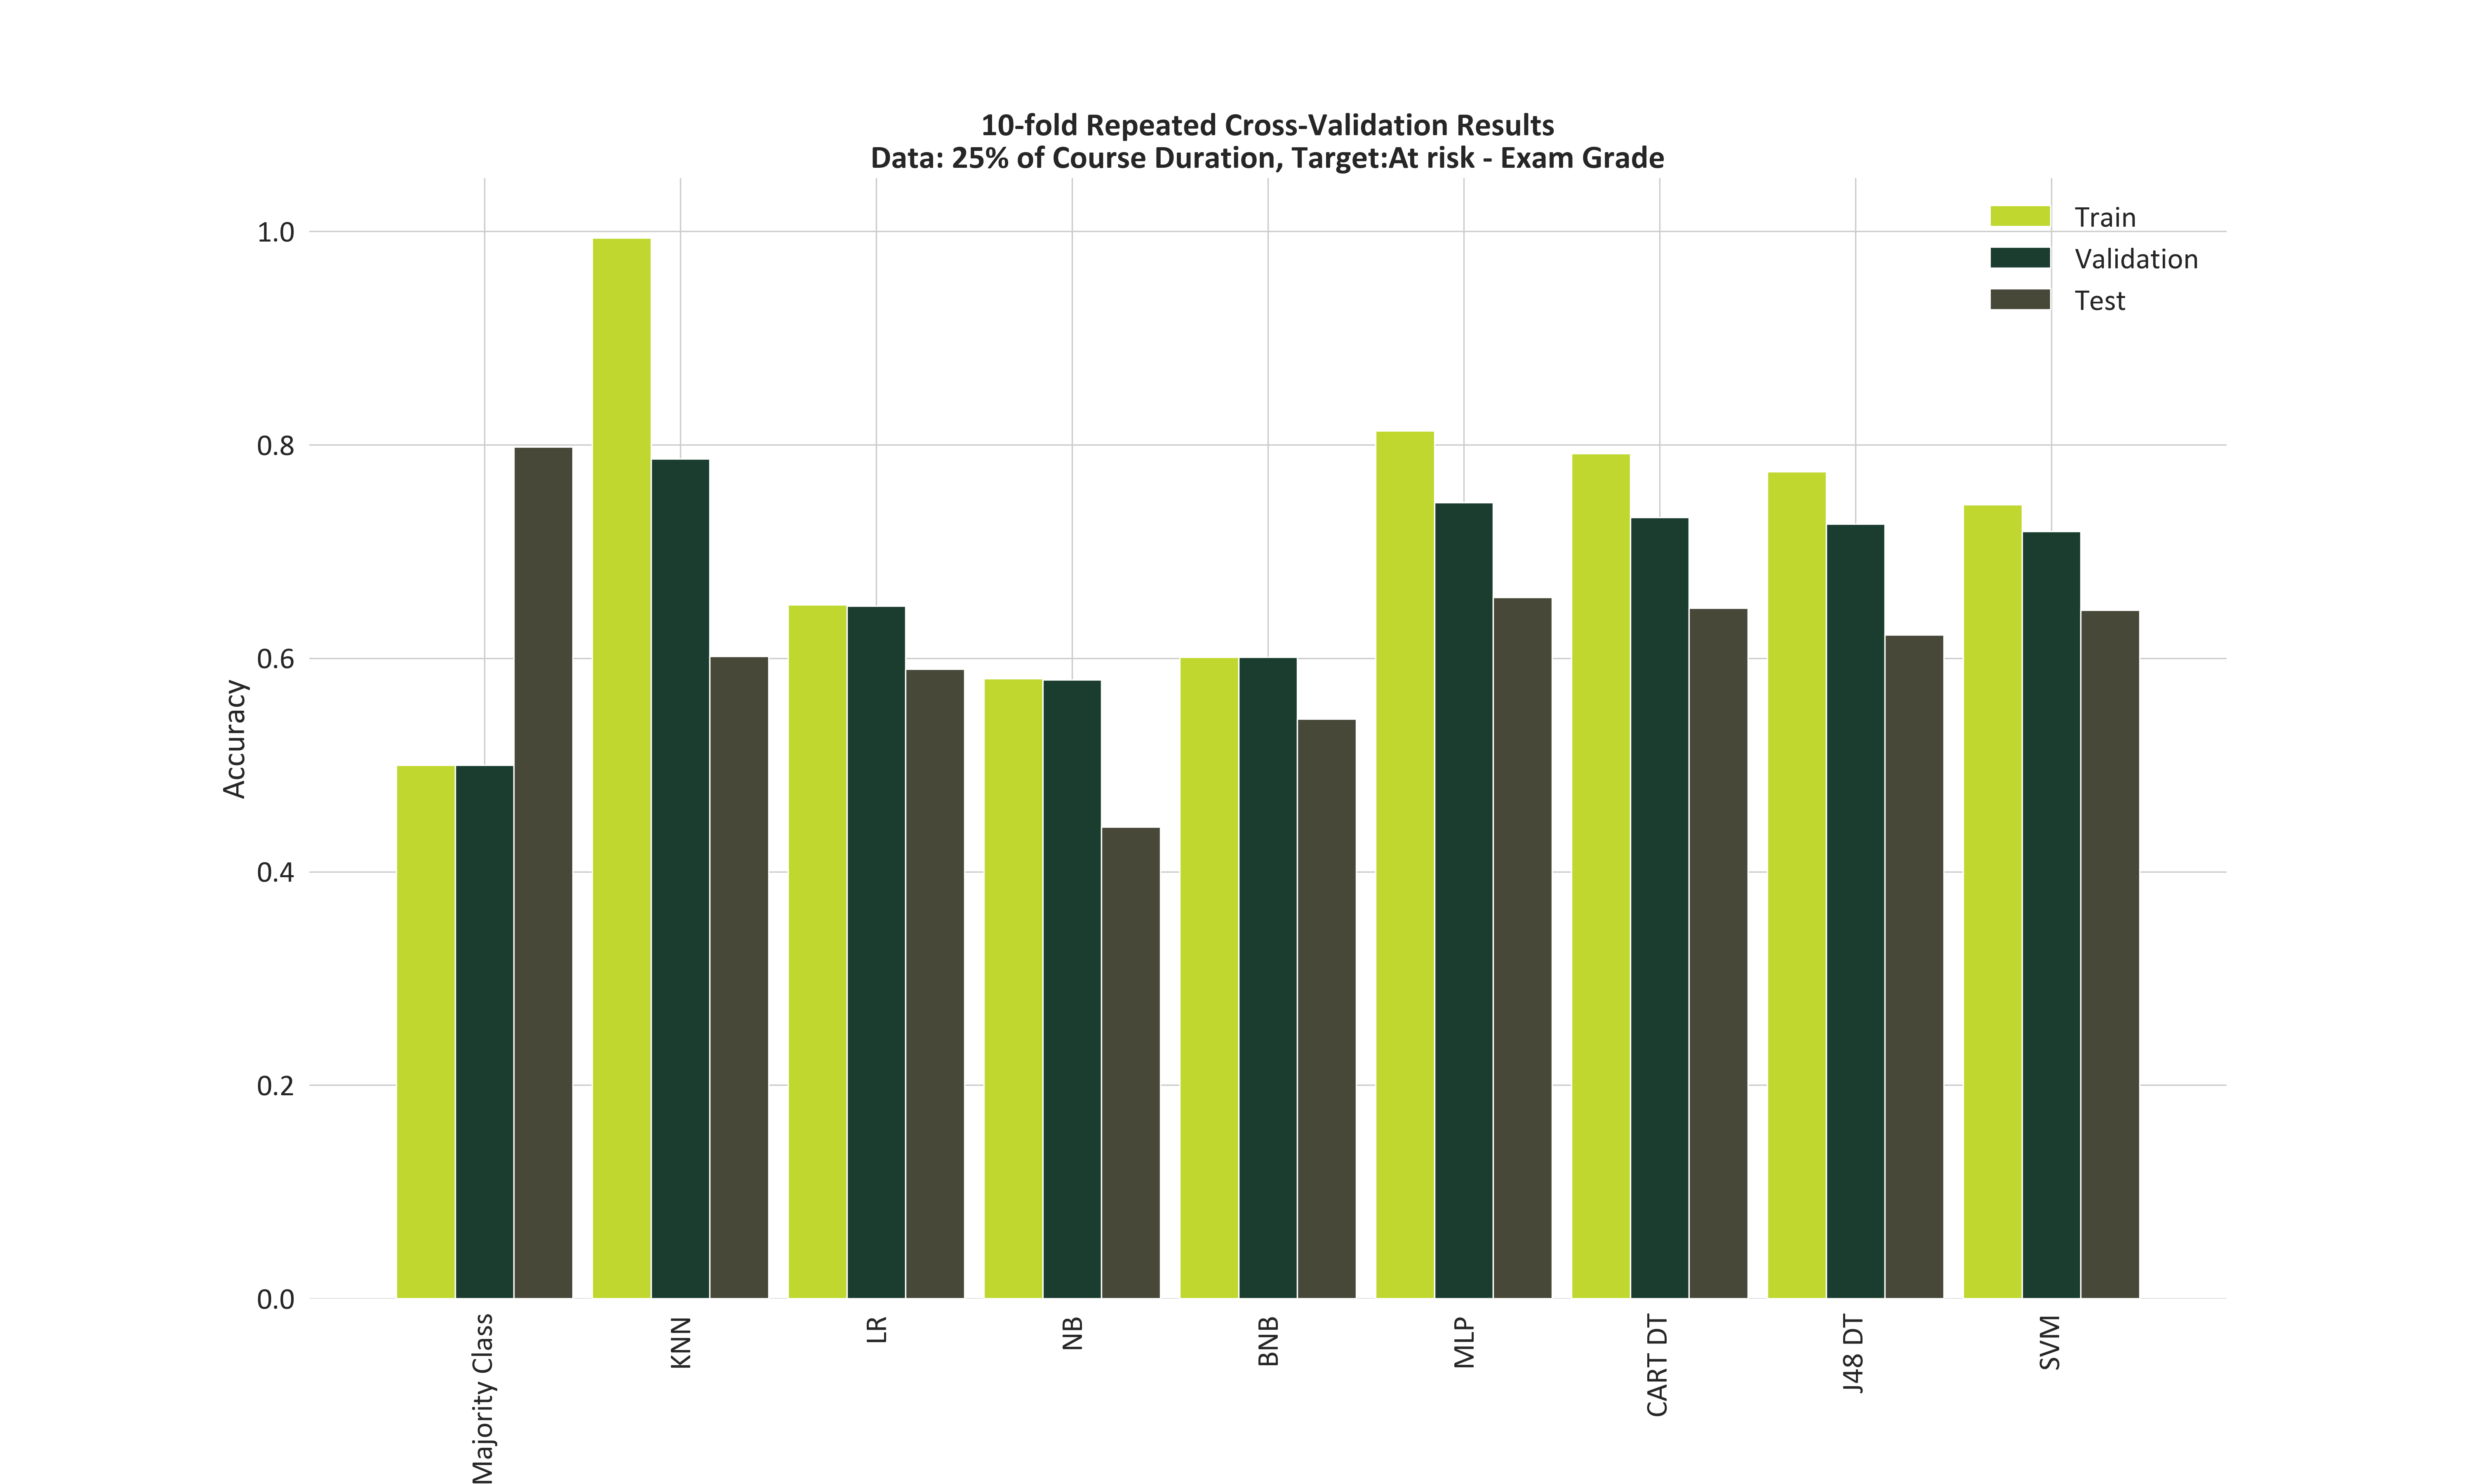 10-fold Repeated Cross-Validation Results
Data: 25% of Course Duration, Target:At risk - Exam Grade
Train
Validation
Test
1.0
0.8
0.6
0.4
0.2
0.0
Accuracy
Majority Class
KNN
LR
NB
BNB
MLP
CART DT
J48 DT
SVM